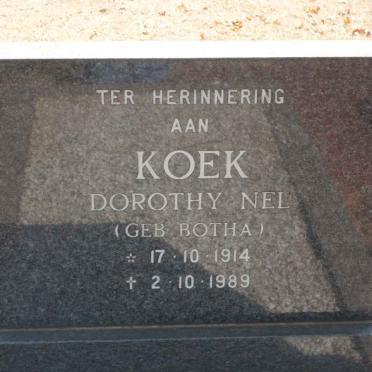 TER HERINNERING
AAN
KOEK
DOROTHY NEL
(GEB BOTHA)
☆ 17·10·1914
✝ 2·10·1989